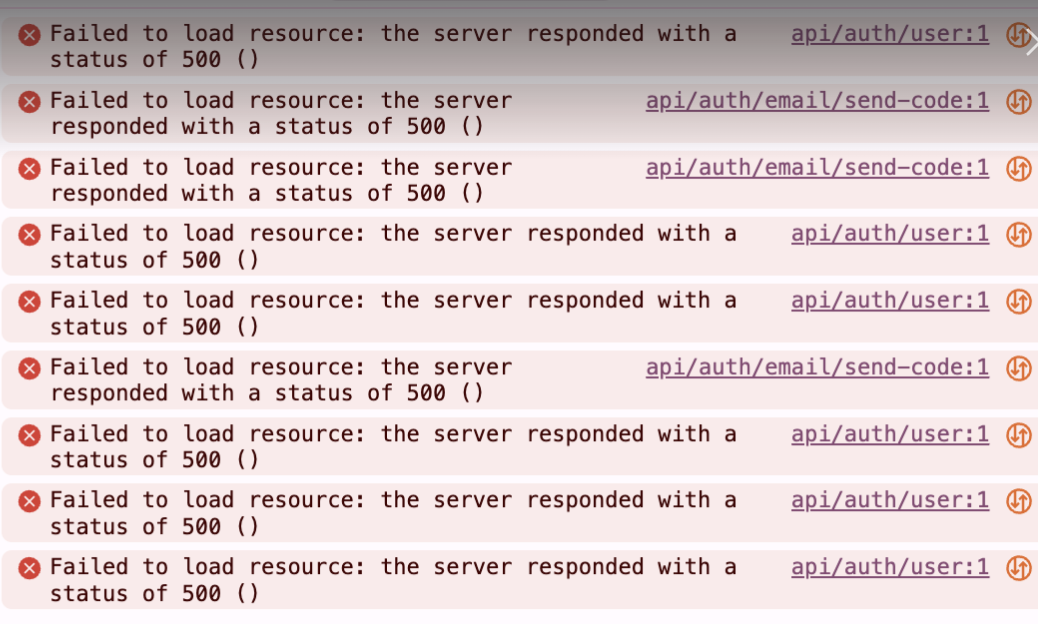 Failed to load resource: the server responded with a api/auth/user:1
status of 500 ()
Failed to load resource: the server api/auth/email/send-code:1
responded with a status of 500 ()
Failed to load resource: the server api/auth/email/send-code:1
responded with a status of 500 ()
Failed to load resource: the server responded with a api/auth/user:1
status of 500 ()
Failed to load resource: the server responded with a api/auth/user:1
status of 500 ()
Failed to load resource: the server api/auth/email/send-code:1
responded with a status of 500 ()
Failed to load resource: the server responded with a api/auth/user:1
status of 500 ()
Failed to load resource: the server responded with a api/auth/user:1
status of 500 ()
Failed to load resource: the server responded with a api/auth/user:1
status of 500 ()